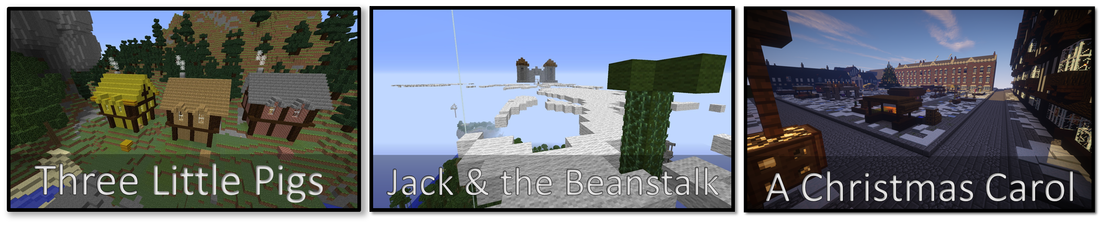 Three Little Pigs
Jack & the Beanstalk
A Christmas Carol